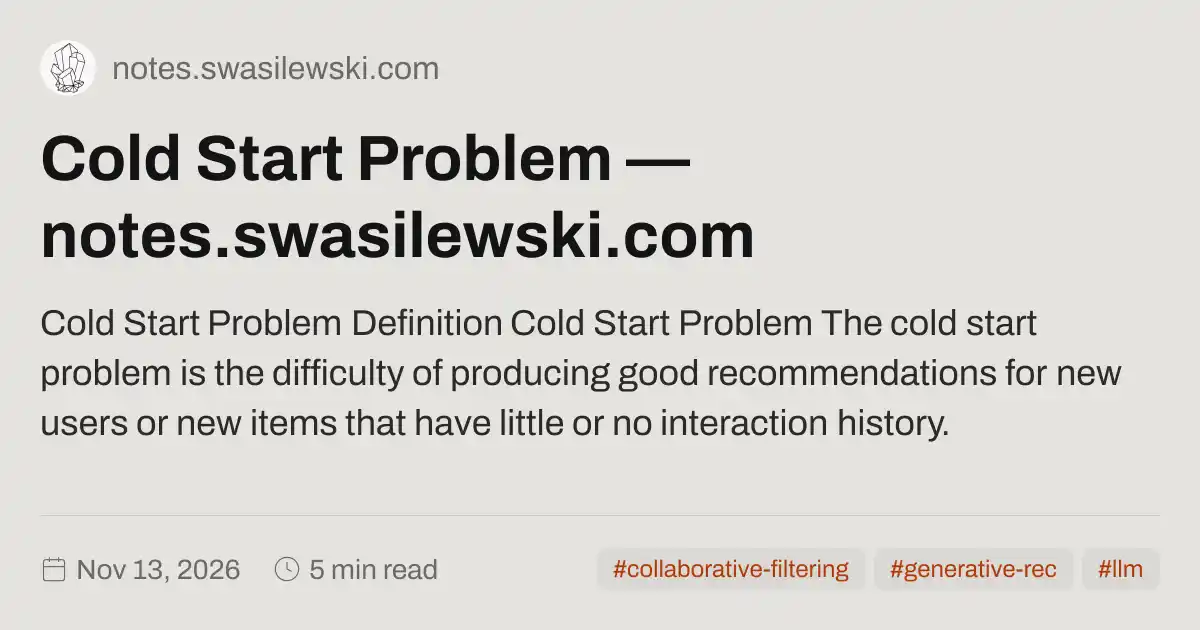 notes.swasilewski.com
Cold Start Problem —
notes.swasilewski.com
Cold Start Problem Definition Cold Start Problem The cold start
problem is the difficulty of producing good recommendations for new
users or new items that have little or no interaction history.
Nov 13, 2026 5 min read #collaborative-filtering #generative-rec #llm